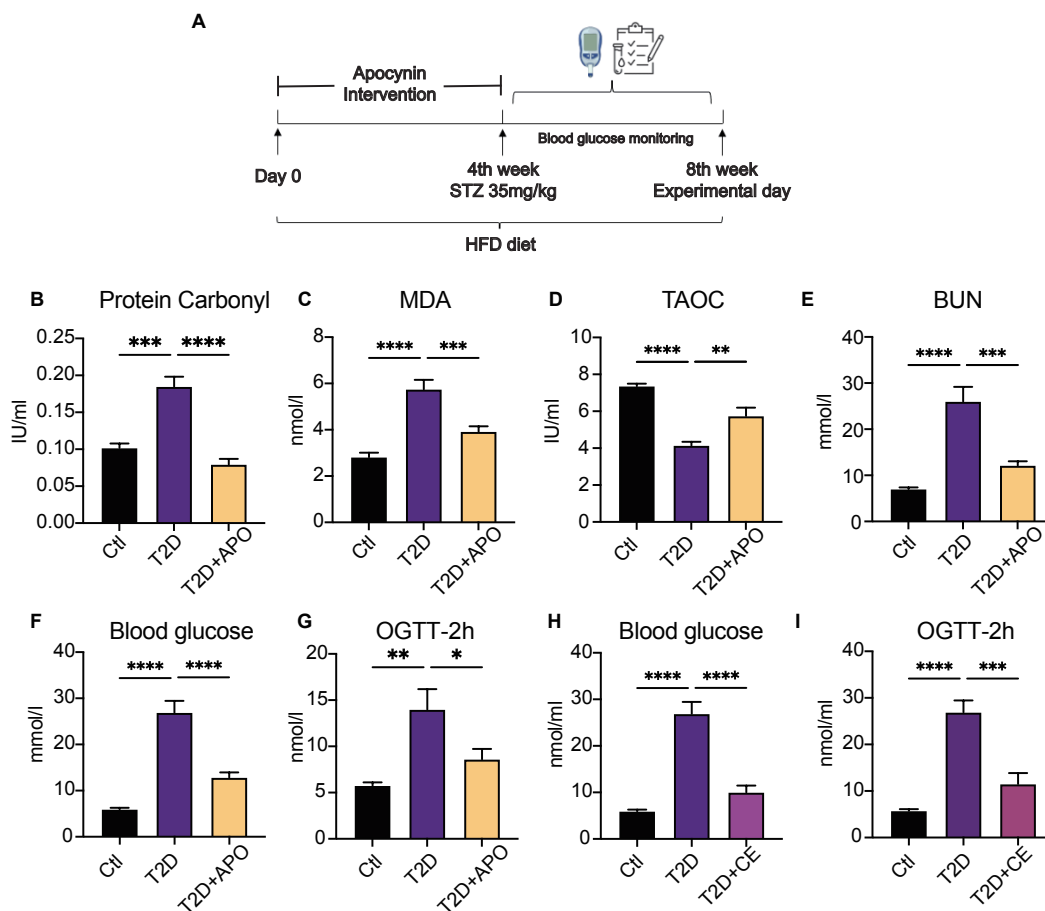 A
Apocynin
Intervention
Blood glucose monitoring
Day 0
4th week
STZ 35mg/kg
8th week
Experimental day
HFD diet
B
Protein Carbonyl
IU/ml
0.25
0.20
0.15
0.10
0.05
0.00
*** ****
Ctl
T2D
T2D+APO
C
MDA
nmol/l
8
6
4
2
0
**** ***
Ctl
T2D
T2D+APO
D
TAOC
IU/ml
8
6
4
2
0
**** **
Ctl
T2D
T2D+APO
E
BUN
mmol/l
40
30
20
10
0
**** ***
Ctl
T2D
T2D+APO
F
Blood glucose
nmol/l
40
30
20
10
0
**** ****
Ctl
T2D
T2D+APO
G
OGTT-2h
nmol/l
20
15
10
5
0
** *
Ctl
T2D
T2D+APO
H
Blood glucose
nmol/ml
40
30
20
10
0
**** ****
Ctl
T2D
T2D+CE
I
OGTT-2h
nmol/ml
40
30
20
10
0
**** ***
Ctl
T2D
T2D+CE